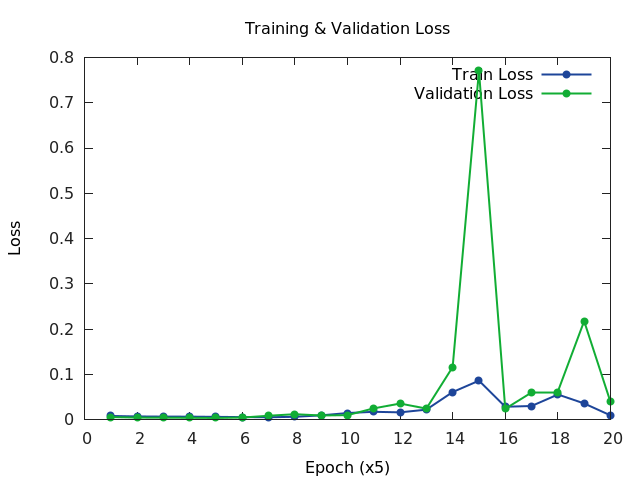 Training & Validation Loss
Train Loss
Validation Loss
0.8
0.7
0.6
0.5
0.4
0.3
0.2
0.1
0
Loss
0 2 4 6 8 10 12 14 16 18 20
Epoch (x5)